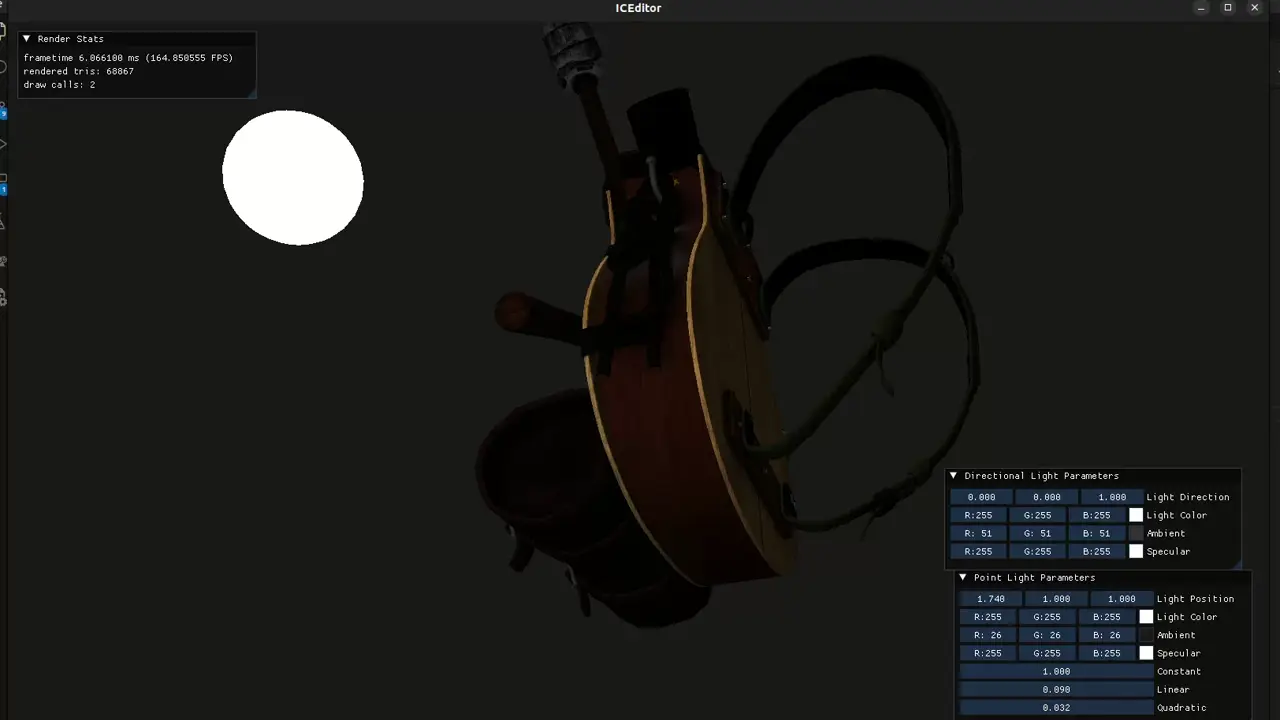 ICEditor
Render Stats
frametime 6.066100 ms (164.850555 FPS)
rendered tris: 68867
draw calls: 2
Directional Light Parameters
0.000 0.000 1.000 Light Direction
R:255 G:255 B:255 Light Color
R: 51 G: 51 B: 51 Ambient
R:255 G:255 B:255 Specular
Point Light Parameters
1.740 1.000 1.000 Light Position
R:255 G:255 B:255 Light Color
R: 26 G: 26 B: 26 Ambient
R:255 G:255 B:255 Specular
1.000 Constant
0.090 Linear
0.032 Quadratic